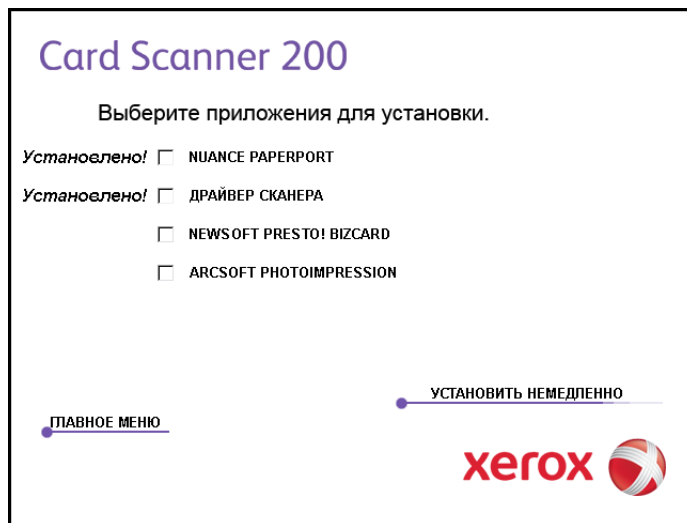 Card Scanner 200
Выберите приложения для установки.
Установлено! NUANCE PAPERPORT
Установлено! ДРАЙВЕР СКАНЕРА
NEWSOFT PRESTO! BIZCARD
ARCSOFT PHOTOIMPRESSION
УСТАНОВИТЬ НЕМЕДЛЕННО
ГЛАВНОЕ МЕНЮ
xerox